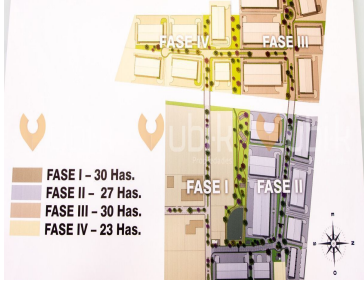 FASE IV
FASE III
FASE I
FASE II
FASE I – 30 Has.
FASE II – 27 Has.
FASE III – 30 Has.
FASE IV – 23 Has.